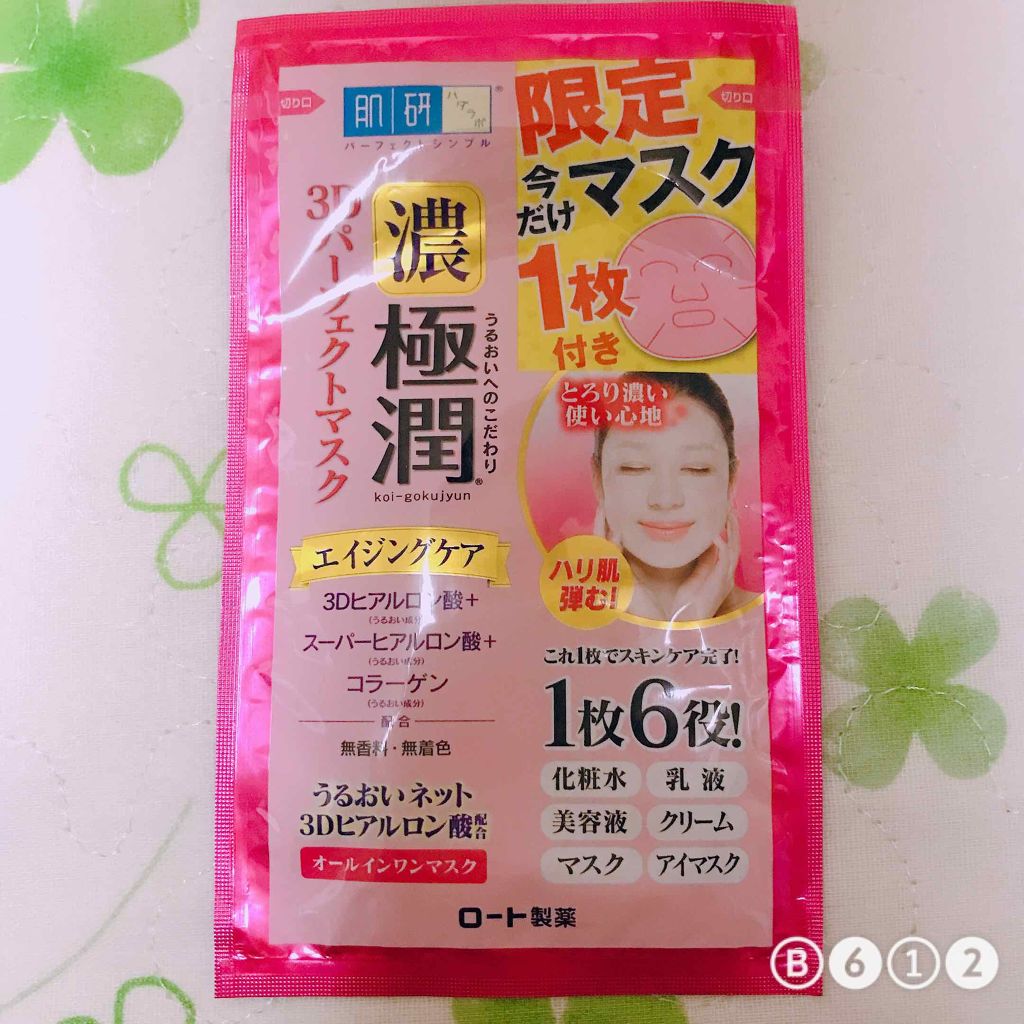 切り口
切り口
肌研
ハダラボ
パーフェクトシンプル
限定
今だけ
マスク
1枚
付き
3Dパーフェクトマスク
濃
極潤®
うるおいへのこだわり
koi-gokujyun
とろり濃い
使い心地
ハリ肌
弾む!
エイジングケア
3Dヒアルロン酸+
(うるおい成分)
スーパーヒアルロン酸+
(うるおい成分)
コラーゲン
(うるおい成分)
配合
無香料・無着色
うるおいネット
3Dヒアルロン酸配合
オールインワンマスク
これ1枚でスキンケア完了!
1枚6役!
化粧水 乳液
美容液 クリーム
マスク アイマスク
ロート製薬
B612